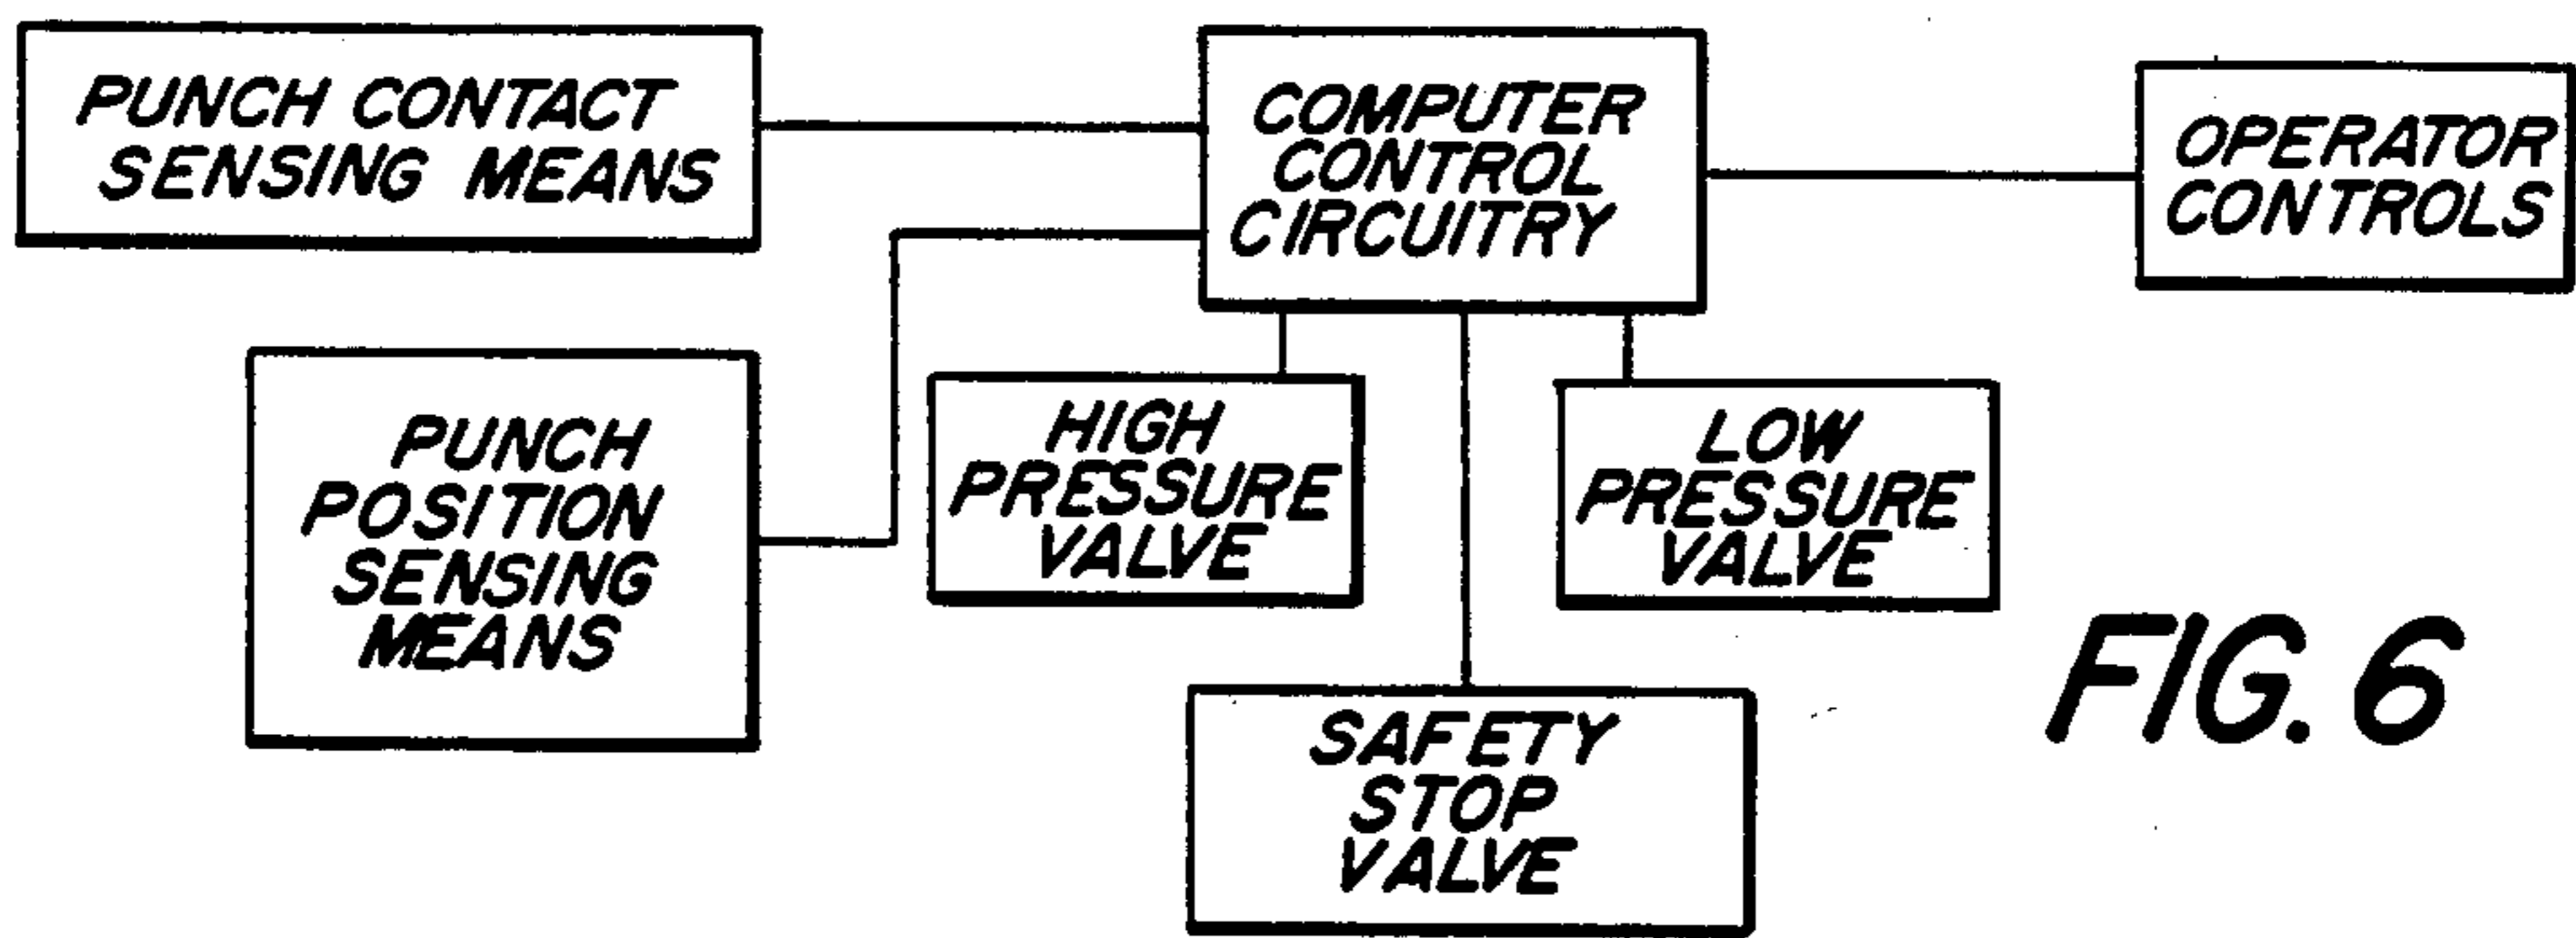 PUNCH CONTACT
SENSING MEANS
COMPUTER
CONTROL
CIRCUITRY
OPERATOR
CONTROLS
PUNCH
POSITION
SENSING
MEANS
HIGH
PRESSURE
VALVE
LOW
PRESSURE
VALVE
SAFETY
STOP
VALVE
FIG. 6